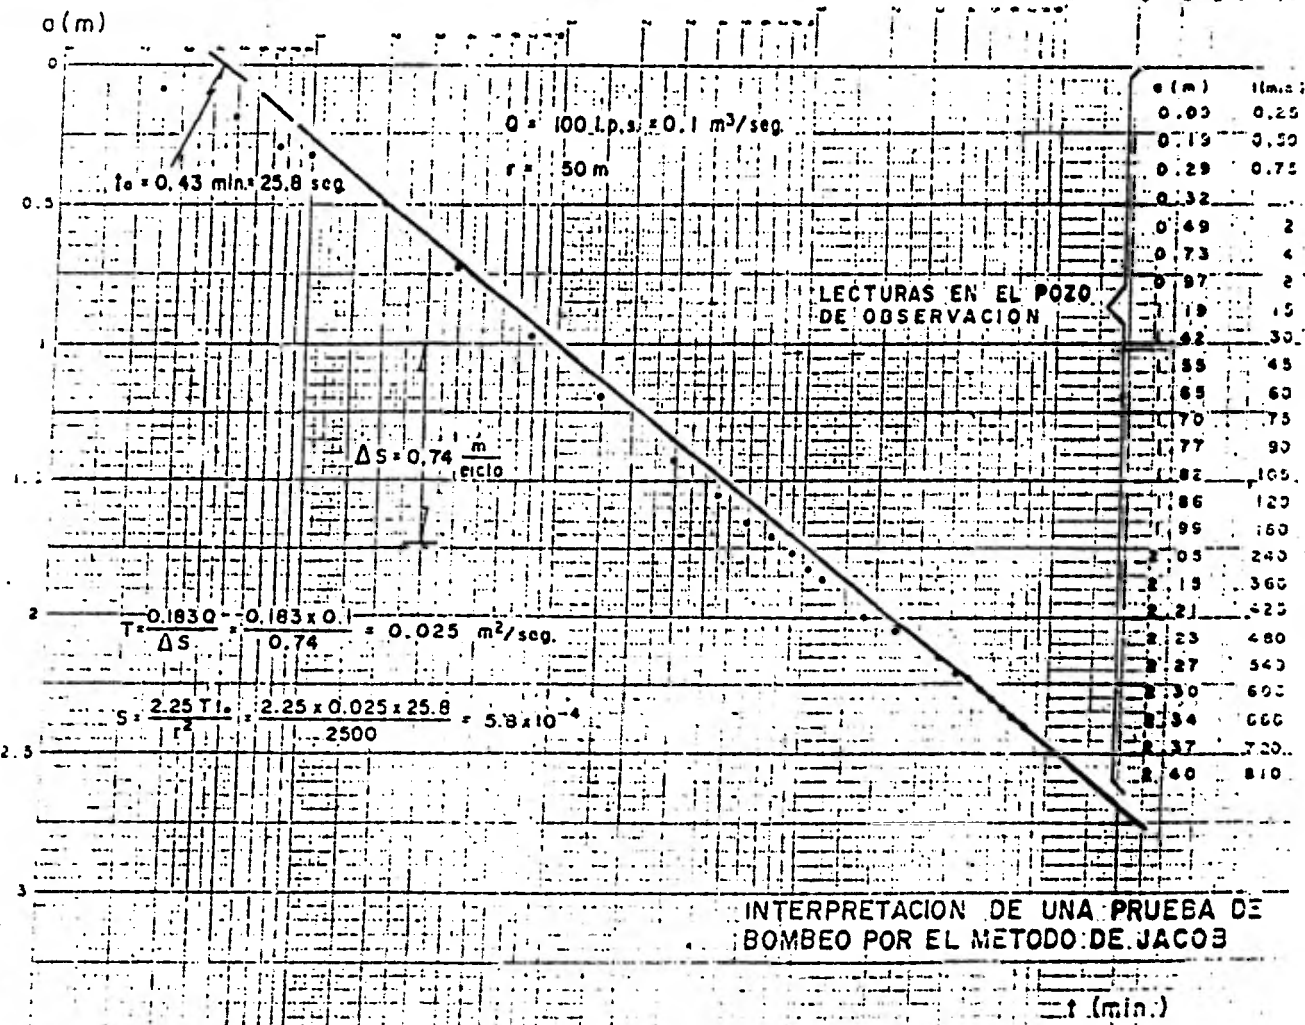 a (m)
0
0.5
1
2
2.5
3
Q = 100 l.p.s. = 0.1 m³/seg.
r = 50 m
to = 0.43 min = 25.8 seg
ΔS = 0.74 m/ciclo
T = 0.183Q/ΔS = 0.183 x 0.1/0.74 = 0.025 m²/seg.
S = 2.25 T to/r² = 2.25 x 0.025 x 25.8/2500 = 5.8x10⁻⁴
LECTURAS EN EL POZO
DE OBSERVACION
a (m) t(min.)
0.25
0.19 0.50
0.29 0.75
0.32
0.49 2
0.73 4
0.97
1.19 15
1.42 30
1.55 45
1.65 60
1.70 75
1.77 90
1.82 105
1.86 120
1.95
2.05 240
2.15 360
2.21 420
2.23 480
2.27 540
2.30 600
2.34 660
2.37 720
2.40 810
INTERPRETACION DE UNA PRUEBA DE
BOMBEO POR EL METODO DE JACOB
t (min.)